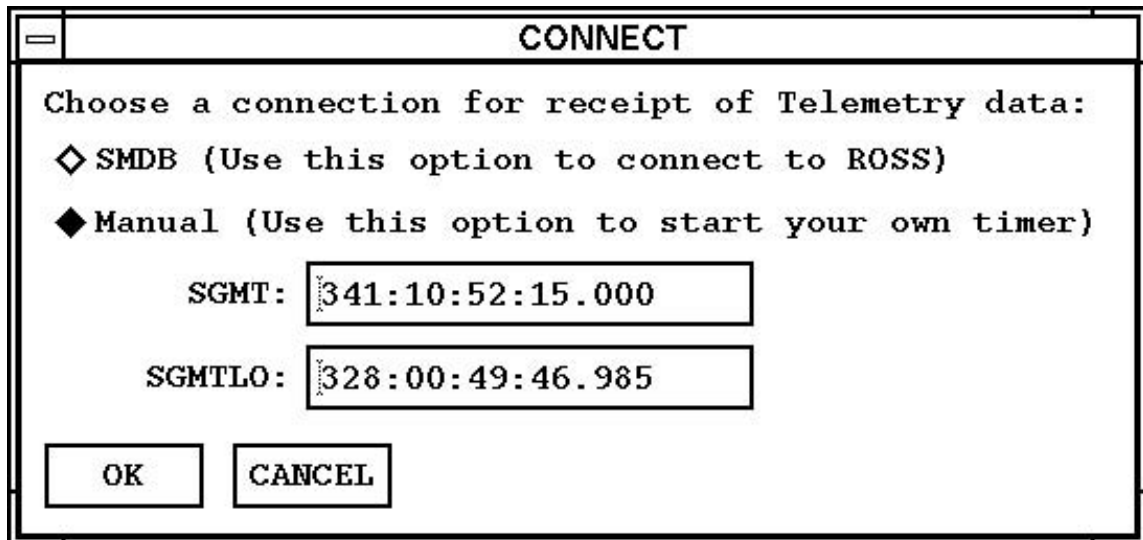 CONNECT
Choose a connection for receipt of Telemetry data:
SMDB (Use this option to connect to ROSS)
Manual (Use this option to start your own timer)
SGMT: 341:10:52:15.000
SGMTLO: 328:00:49:46.985
OK CANCEL